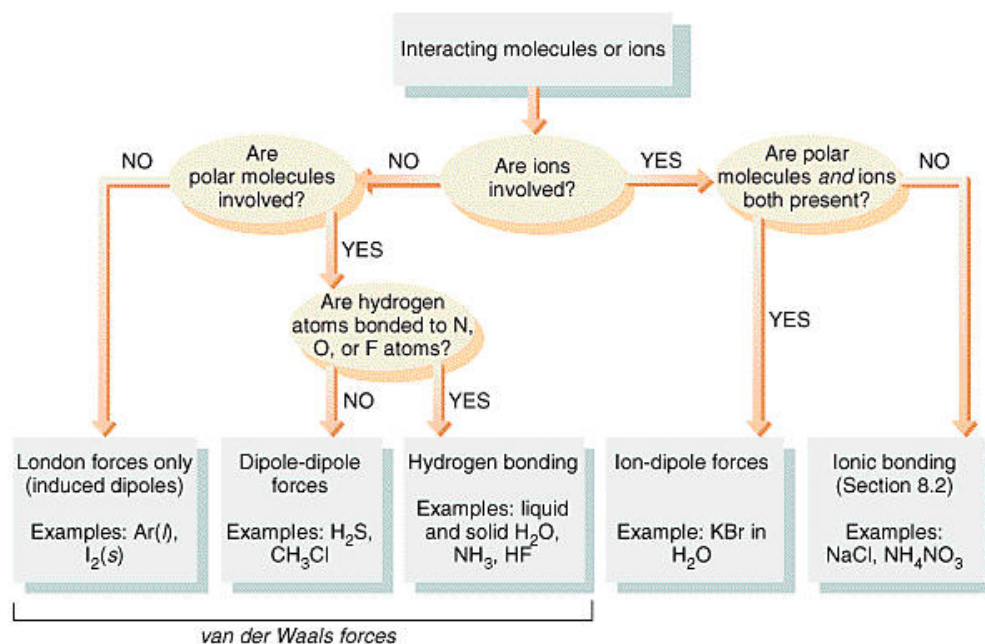 Interacting molecules or ions
NO
Are
polar molecules
involved?
NO
Are ions
involved?
YES
Are polar
molecules and ions
both present?
NO
YES
Are hydrogen
atoms bonded to N,
O, or F atoms?
YES
NO
YES
London forces only
(induced dipoles)
Examples: Ar(l),
I₂(s)
Dipole-dipole
forces
Examples: H₂S,
CH₃Cl
Hydrogen bonding
Examples: liquid
and solid H₂O,
NH₃, HF
Ion-dipole forces
Example: KBr in
H₂O
Ionic bonding
(Section 8.2)
Examples:
NaCl, NH₄NO₃
van der Waals forces